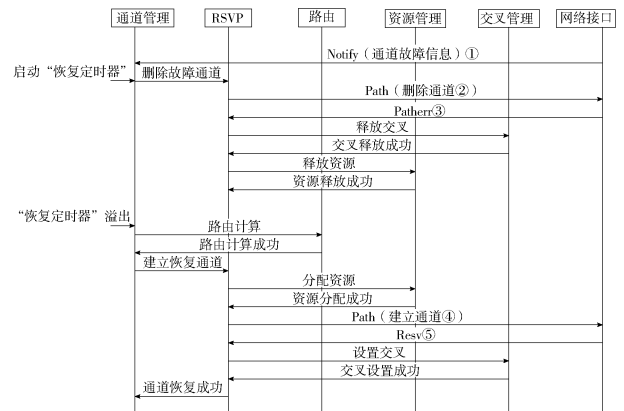 通道管理 RSVP 路由 资源管理 交叉管理 网络接口
Notify（通道故障信息）①
启动“恢复定时器”
删除故障通道
Path（删除通道②）
Patherr③
释放交叉
交叉释放成功
释放资源
资源释放成功
“恢复定时器”溢出
路由计算
路由计算成功
建立恢复通道
分配资源
资源分配成功
Path（建立通道④）
Resv⑤
设置交叉
交叉设置成功
通道恢复成功